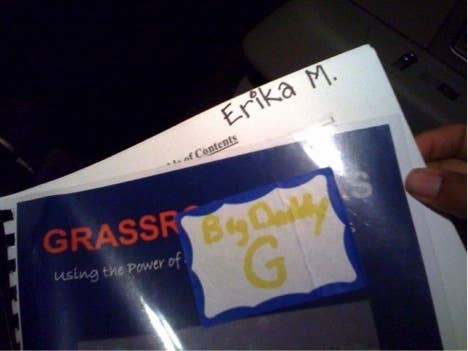 Erika M.
of Contents
GRASSR S
Using the Power of
Big Daddy
G